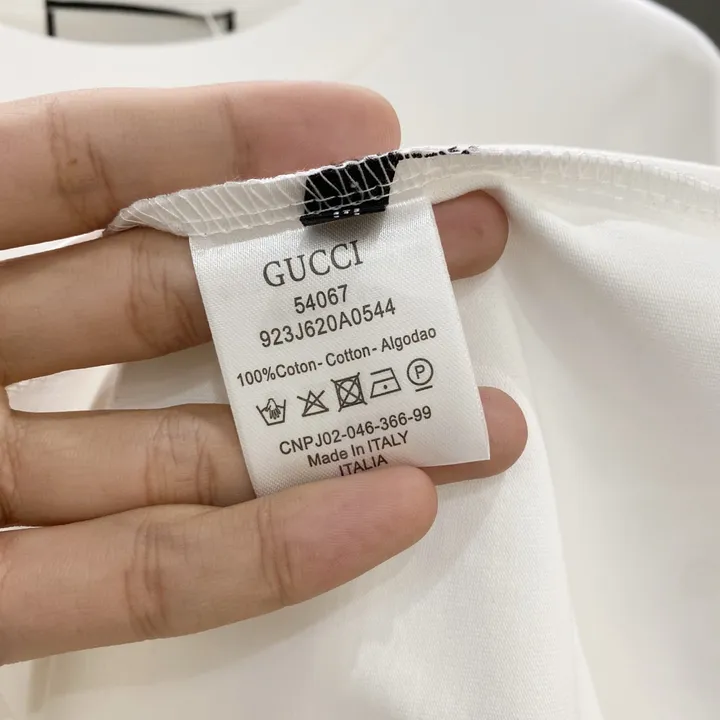 GUCCI
54067
923J620A0544
100%Coton-Cotton-Algodao
P
CNPJ02-046-366-99
Made In ITALY
ITALIA